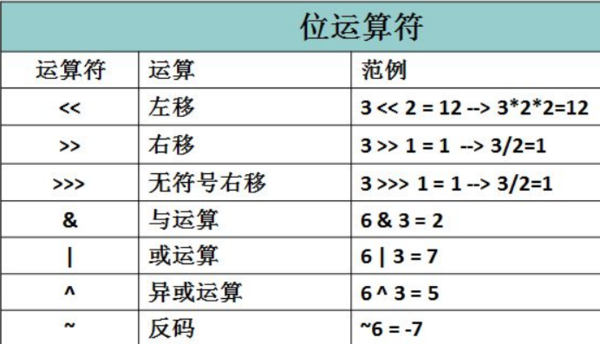 位运算符
运算符 运算 范例
<< 左移 3 << 2 = 12 --> 3*2*2=12
>> 右移 3 >> 1 = 1 --> 3/2=1
>>> 无符号右移 3 >>> 1 = 1 --> 3/2=1
& 与运算 6 & 3 = 2
| 或运算 6 | 3 = 7
^ 异或运算 6 ^ 3 = 5
~ 反码 ~6 = -7